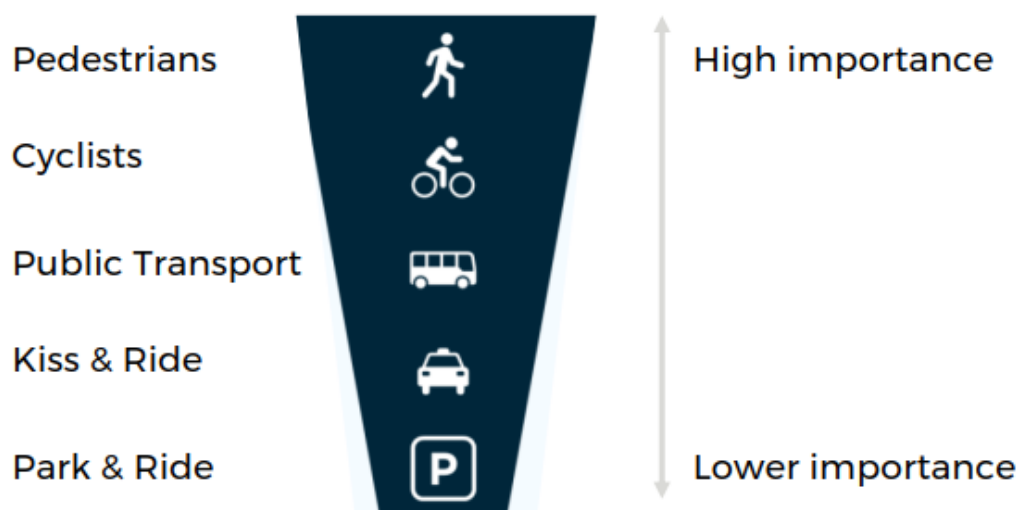 Pedestrians
High importance
Cyclists
Public Transport
Kiss & Ride
Park & Ride
P
Lower importance